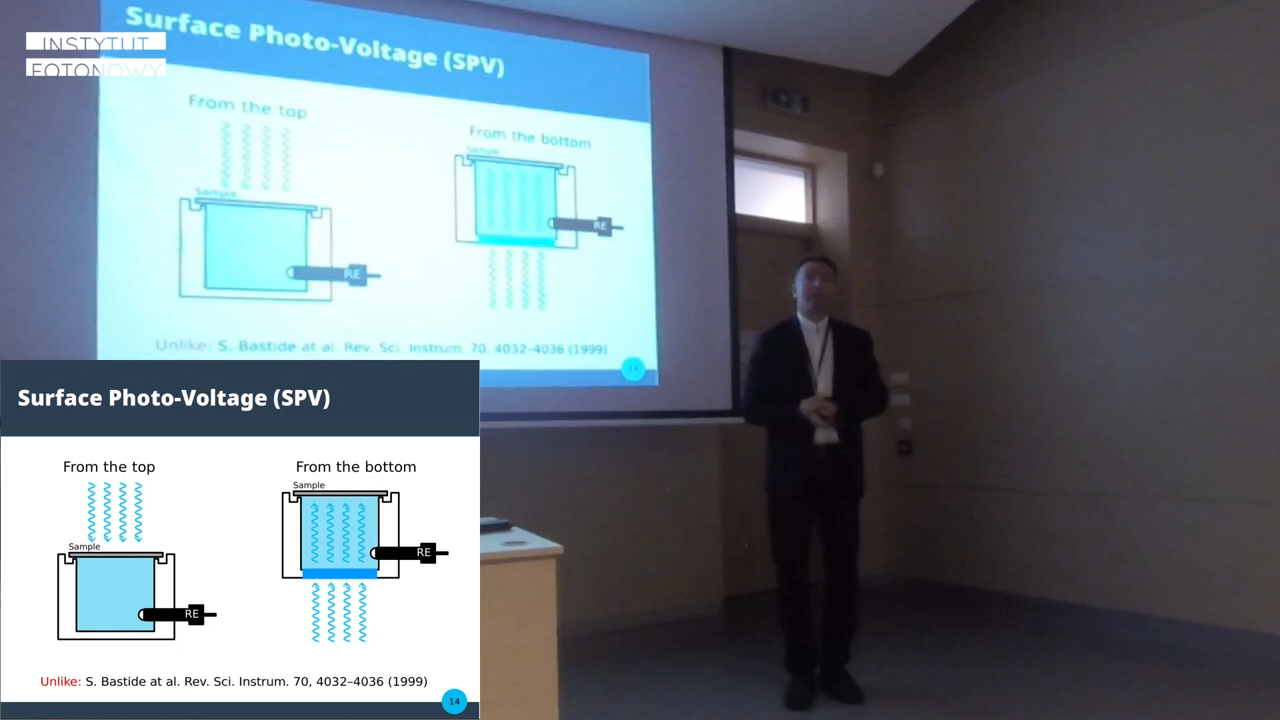 INSTYTUT
FOTONOWY
Surface Photo-Voltage (SPV)
From the top
Sample
RE
From the bottom
Sample
RE
Unlike: S. Bastide at al. Rev. Sci. Instrum. 70, 4032–4036 (1999)
14
Surface Photo-Voltage (SPV)
From the top
Sample
RE
From the bottom
Sample
RE
Unlike: S. Bastide at al. Rev. Sci. Instrum. 70, 4032–4036 (1999)
14